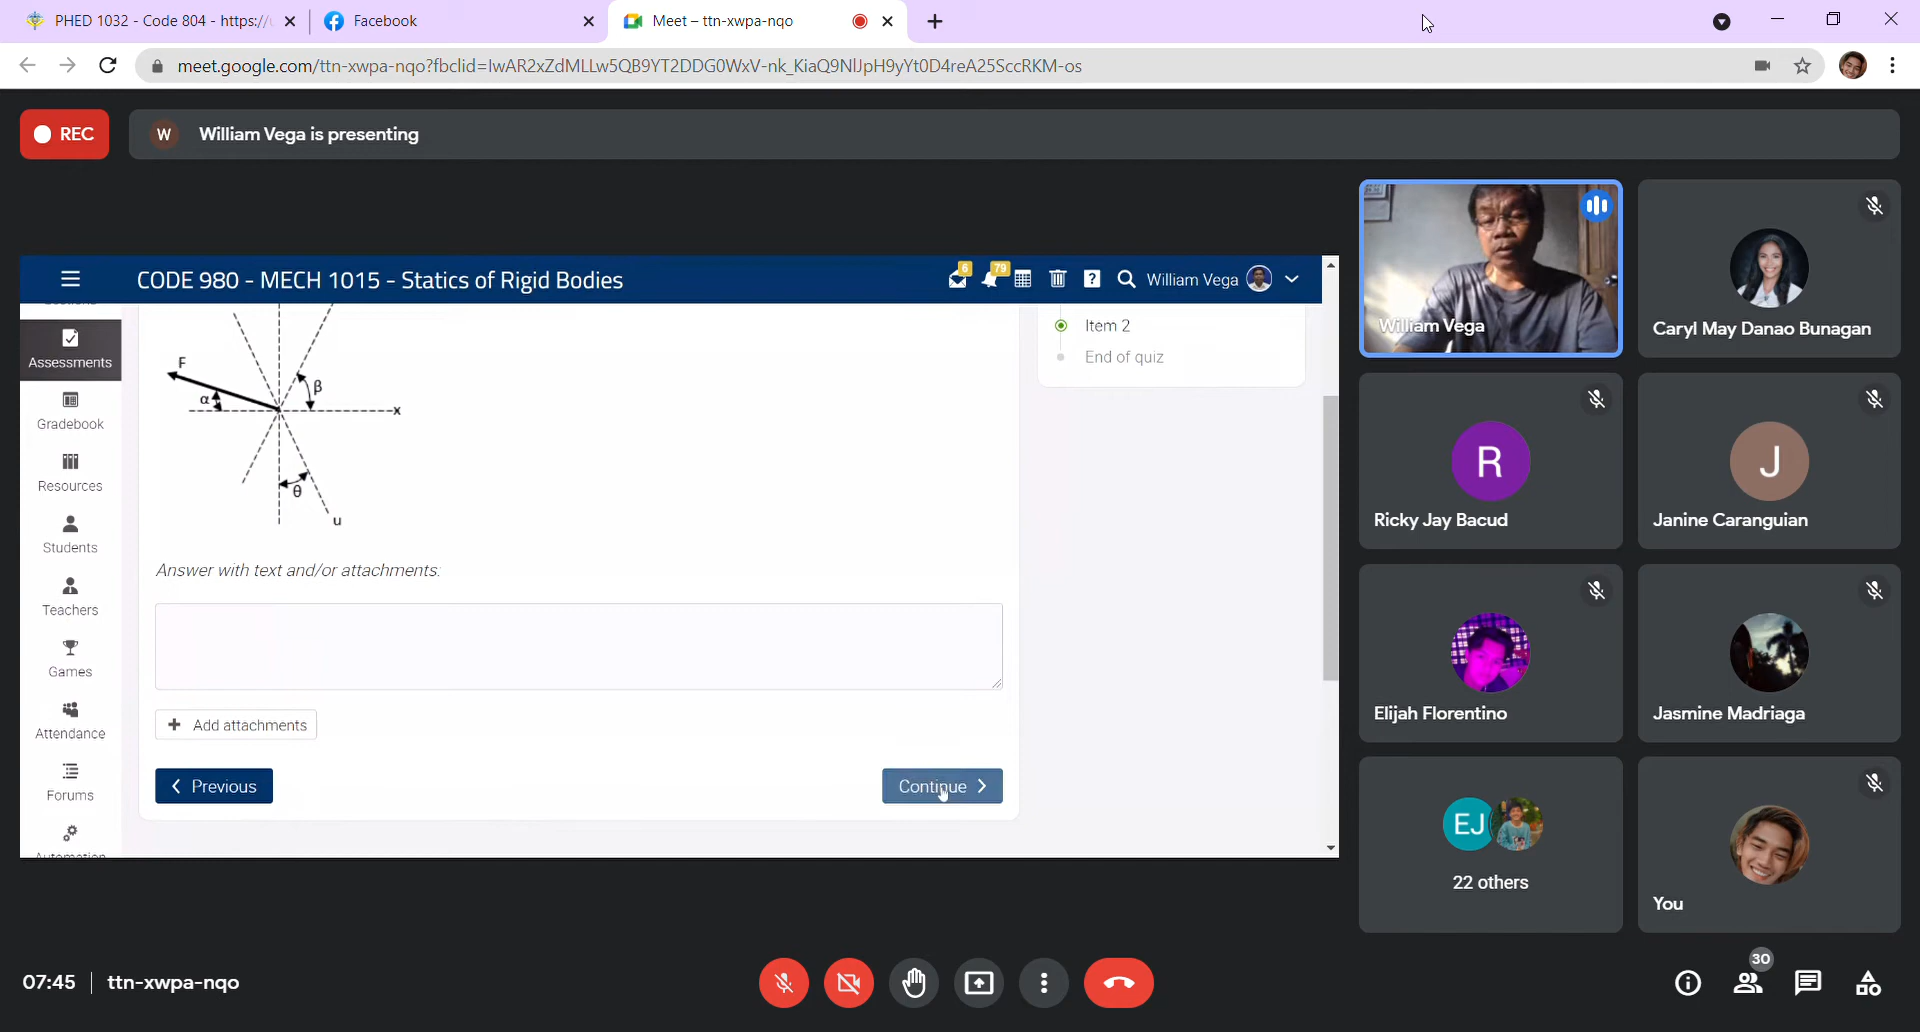 PHED 1032 - Code 804 - https://
Facebook
Meet – ttn-xwpa-nqo
meet.google.com/ttn-xwpa-nqo?fbclid=IwAR2xZdMLLw5QB9YT2DDG0WxV-nk_KiaQ9NlJpH9yYt0D4reA25SccRKM-os
REC
W
William Vega is presenting
CODE 980 - MECH 1015 - Statics of Rigid Bodies
6
79
?
William Vega
Assessments
Gradebook
Resources
Students
Teachers
Games
Attendance
Forums
Automation
F
α
β
x
θ
u
Item 2
End of quiz
Answer with text and/or attachments:
+ Add attachments
Previous
Continue
William Vega
Caryl May Danao Bunagan
R
Ricky Jay Bacud
J
Janine Caranguian
Elijah Florentino
Jasmine Madriaga
EJ
22 others
You
07:45
ttn-xwpa-nqo
30